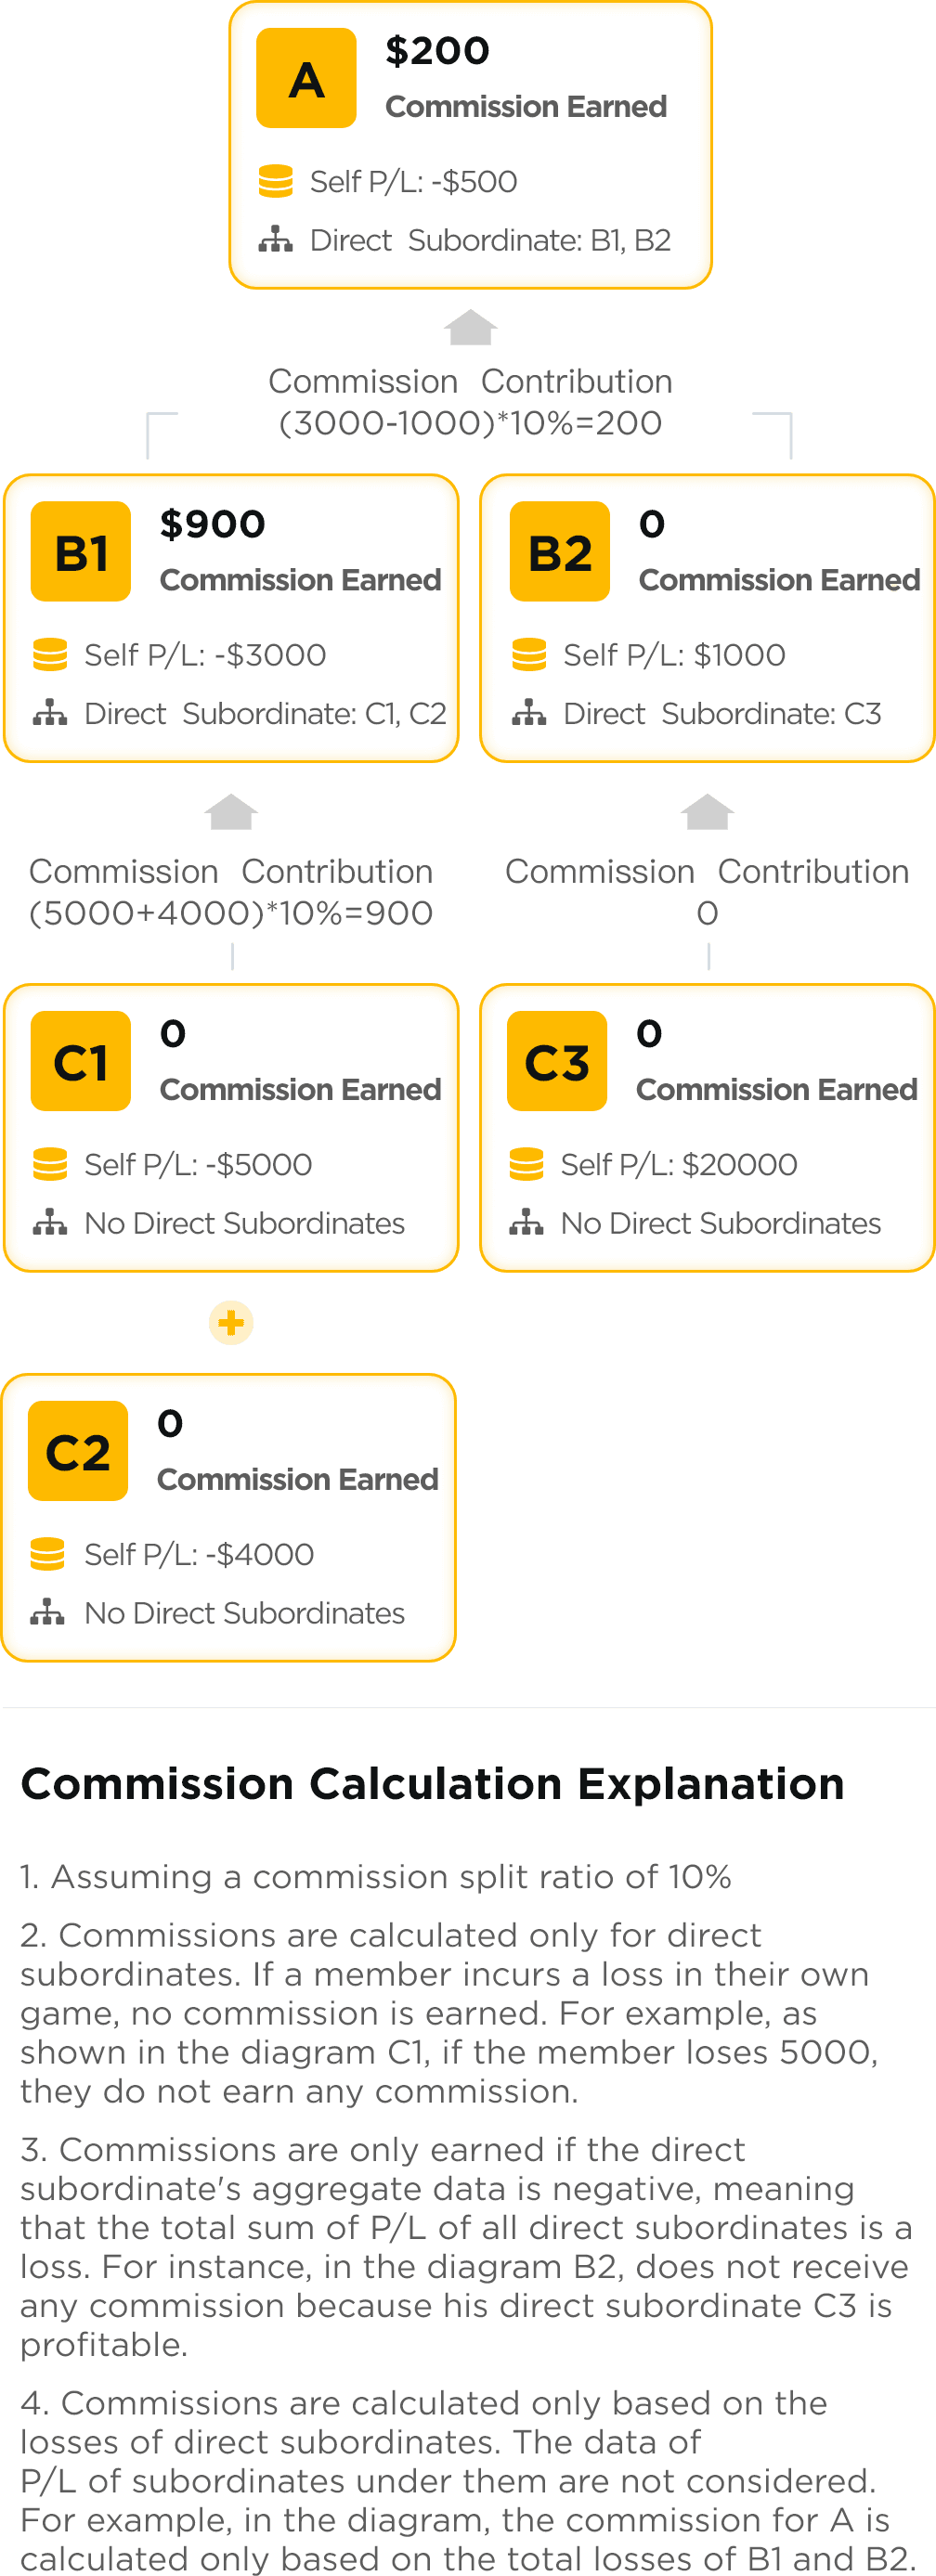 A
$200
Commission Earned
Self P/L: -$500
Direct Subordinate: B1, B2
Commission Contribution
(3000-1000)*10%=200
B1
$900
Commission Earned
Self P/L: -$3000
Direct Subordinate: C1, C2
B2
0
Commission Earned
Self P/L: $1000
Direct Subordinate: C3
Commission Contribution
(5000+4000)*10%=900
Commission Contribution
0
C1
0
Commission Earned
Self P/L: -$5000
No Direct Subordinates
C3
0
Commission Earned
Self P/L: $20000
No Direct Subordinates
C2
0
Commission Earned
Self P/L: -$4000
No Direct Subordinates
Commission Calculation Explanation
1. Assuming a commission split ratio of 10%
2. Commissions are calculated only for direct
subordinates. If a member incurs a loss in their own
game, no commission is earned. For example, as
shown in the diagram C1, if the member loses 5000,
they do not earn any commission.
3. Commissions are only earned if the direct
subordinate's aggregate data is negative, meaning
that the total sum of P/L of all direct subordinates is a
loss. For instance, in the diagram B2, does not receive
any commission because his direct subordinate C3 is
profitable.
4. Commissions are calculated only based on the
losses of direct subordinates. The data of
P/L of subordinates under them are not considered.
For example, in the diagram, the commission for A is
calculated only based on the total losses of B1 and B2.